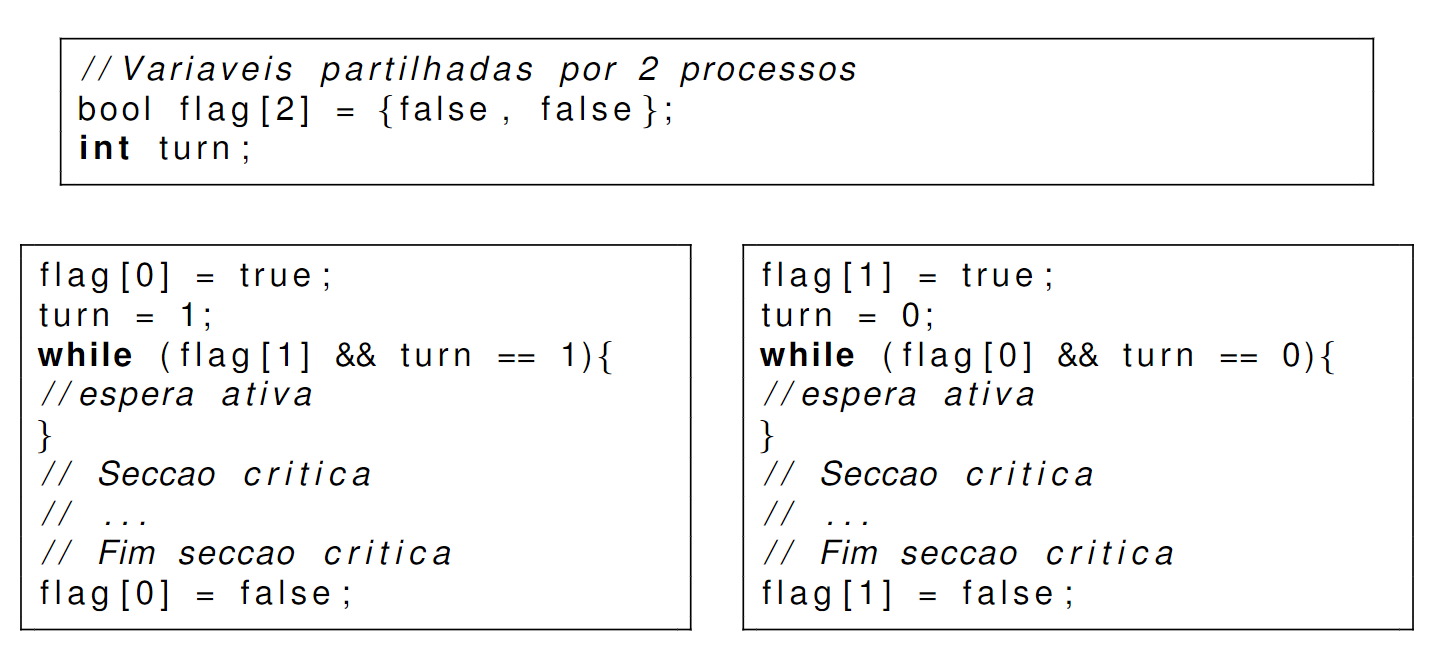 //Variaveis partilhadas por 2 processos
bool flag[2] = {false, false};
int turn;
flag[0] = true;
turn = 1;
while (flag[1] && turn == 1){
//espera ativa
}
// Seccao critica
// ...
// Fim seccao critica
flag[0] = false;
flag[1] = true;
turn = 0;
while (flag[0] && turn == 0){
//espera ativa
}
// Seccao critica
// ...
// Fim seccao critica
flag[1] = false;